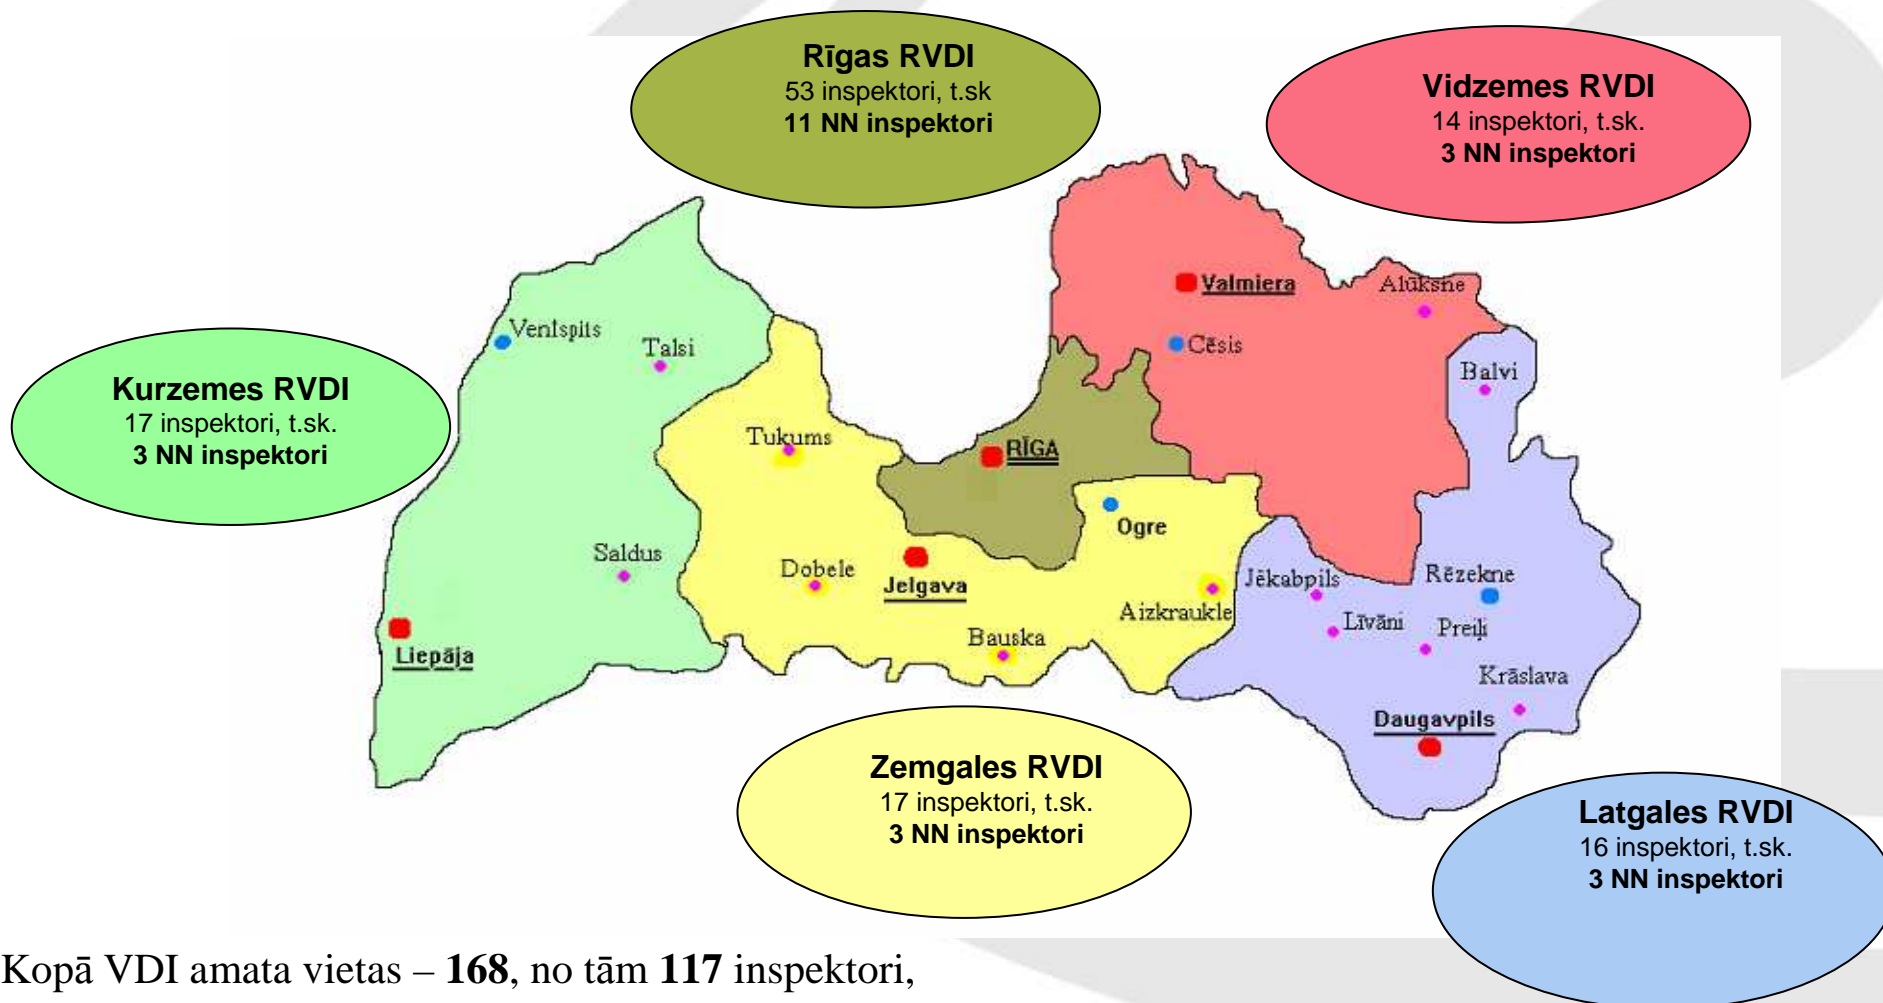 Rīgas RVDI
53 inspektori, t.sk
11 NN inspektori
Vidzemes RVDI
14 inspektori, t.sk.
3 NN inspektori
Valmiera
Alūksne
Ventspils
Cēsis
Talsi
Balvi
Kurzemes RVDI
17 inspektori, t.sk.
3 NN inspektori
Tukums
RĪGA
Ogre
Saldus
Dobele
Jelgava
Jēkabpils
Rēzekne
Aizkraukle
Līvāni
Preiļi
Bauska
Liepāja
Krāslava
Daugavpils
Zemgales RVDI
17 inspektori, t.sk.
3 NN inspektori
Latgales RVDI
16 inspektori, t.sk.
3 NN inspektori
Kopā VDI amata vietas – 168, no tām 117 inspektori,